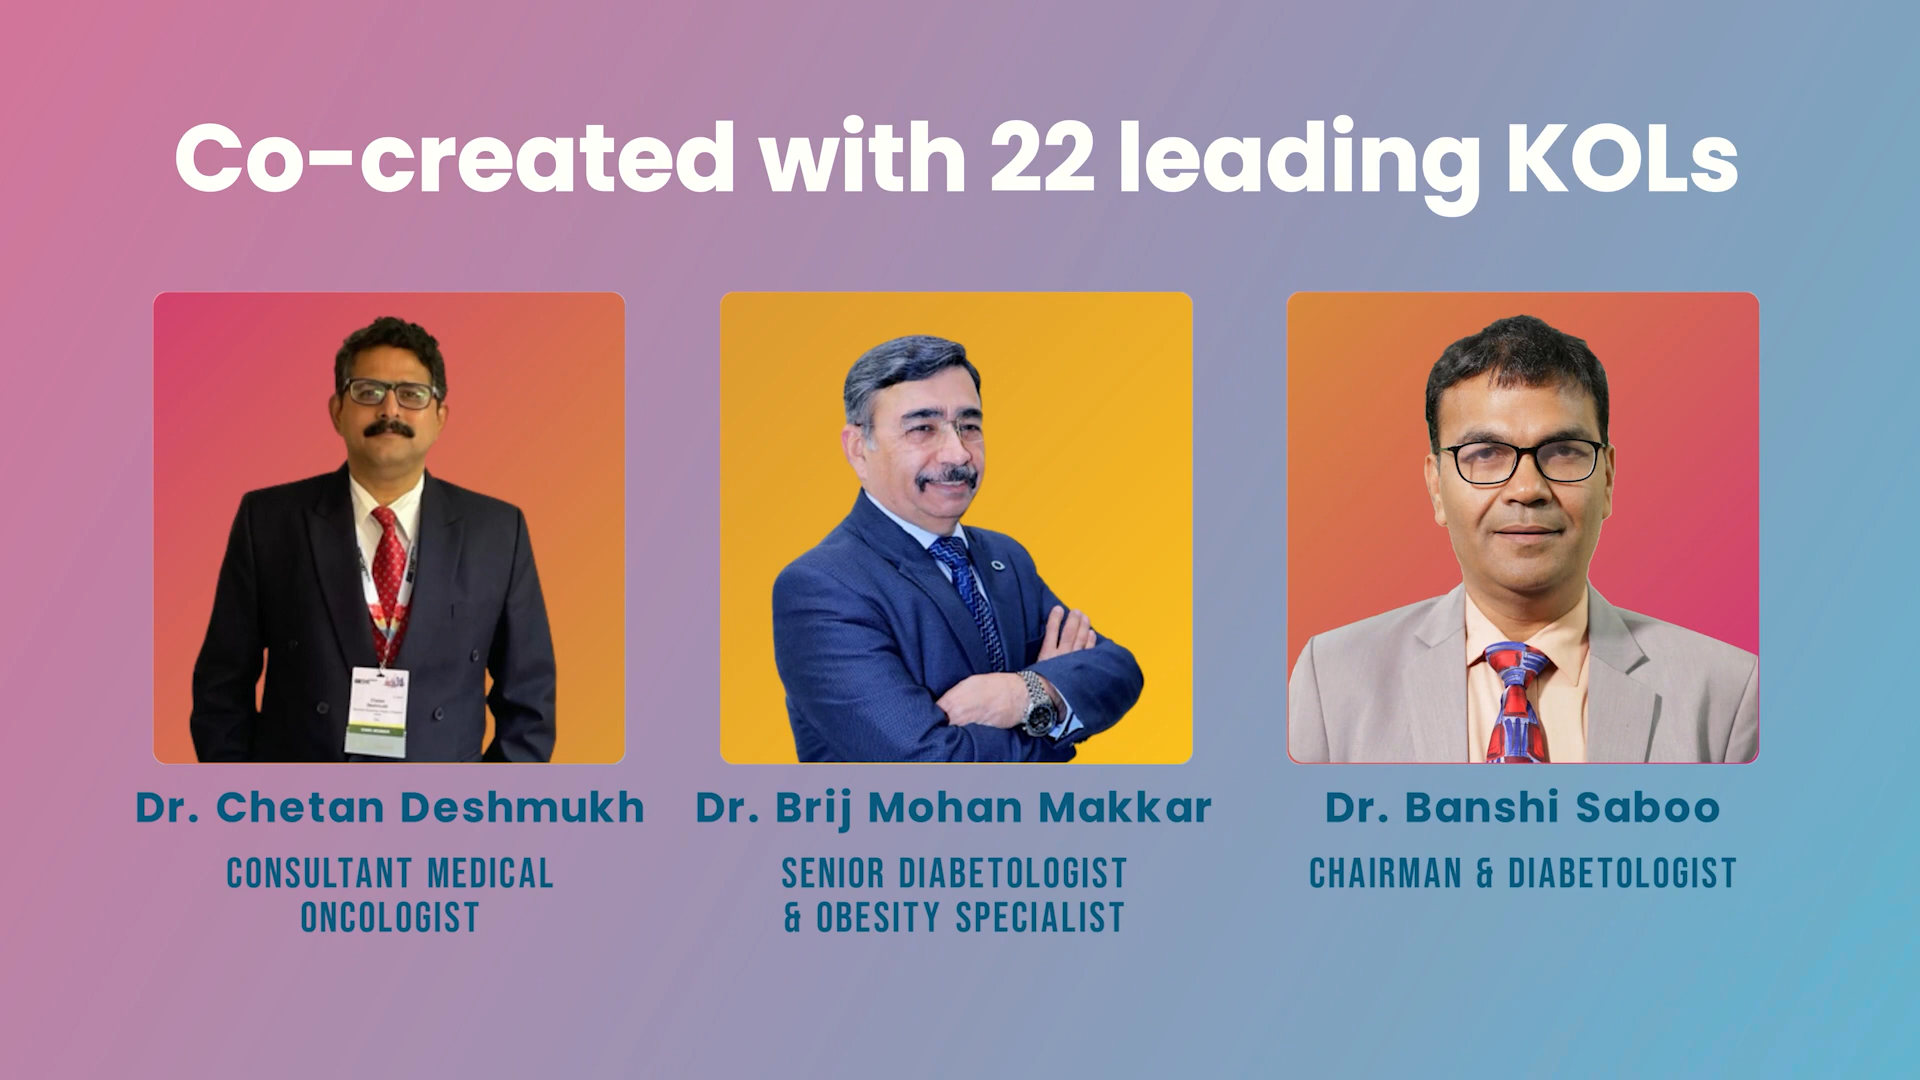 Co-created with 22 leading KOLs
Dr. Chetan Deshmukh
CONSULTANT MEDICAL
ONCOLOGIST
Dr. Brij Mohan Makkar
SENIOR DIABETOLOGIST
& OBESITY SPECIALIST
Dr. Banshi Saboo
CHAIRMAN & DIABETOLOGIST